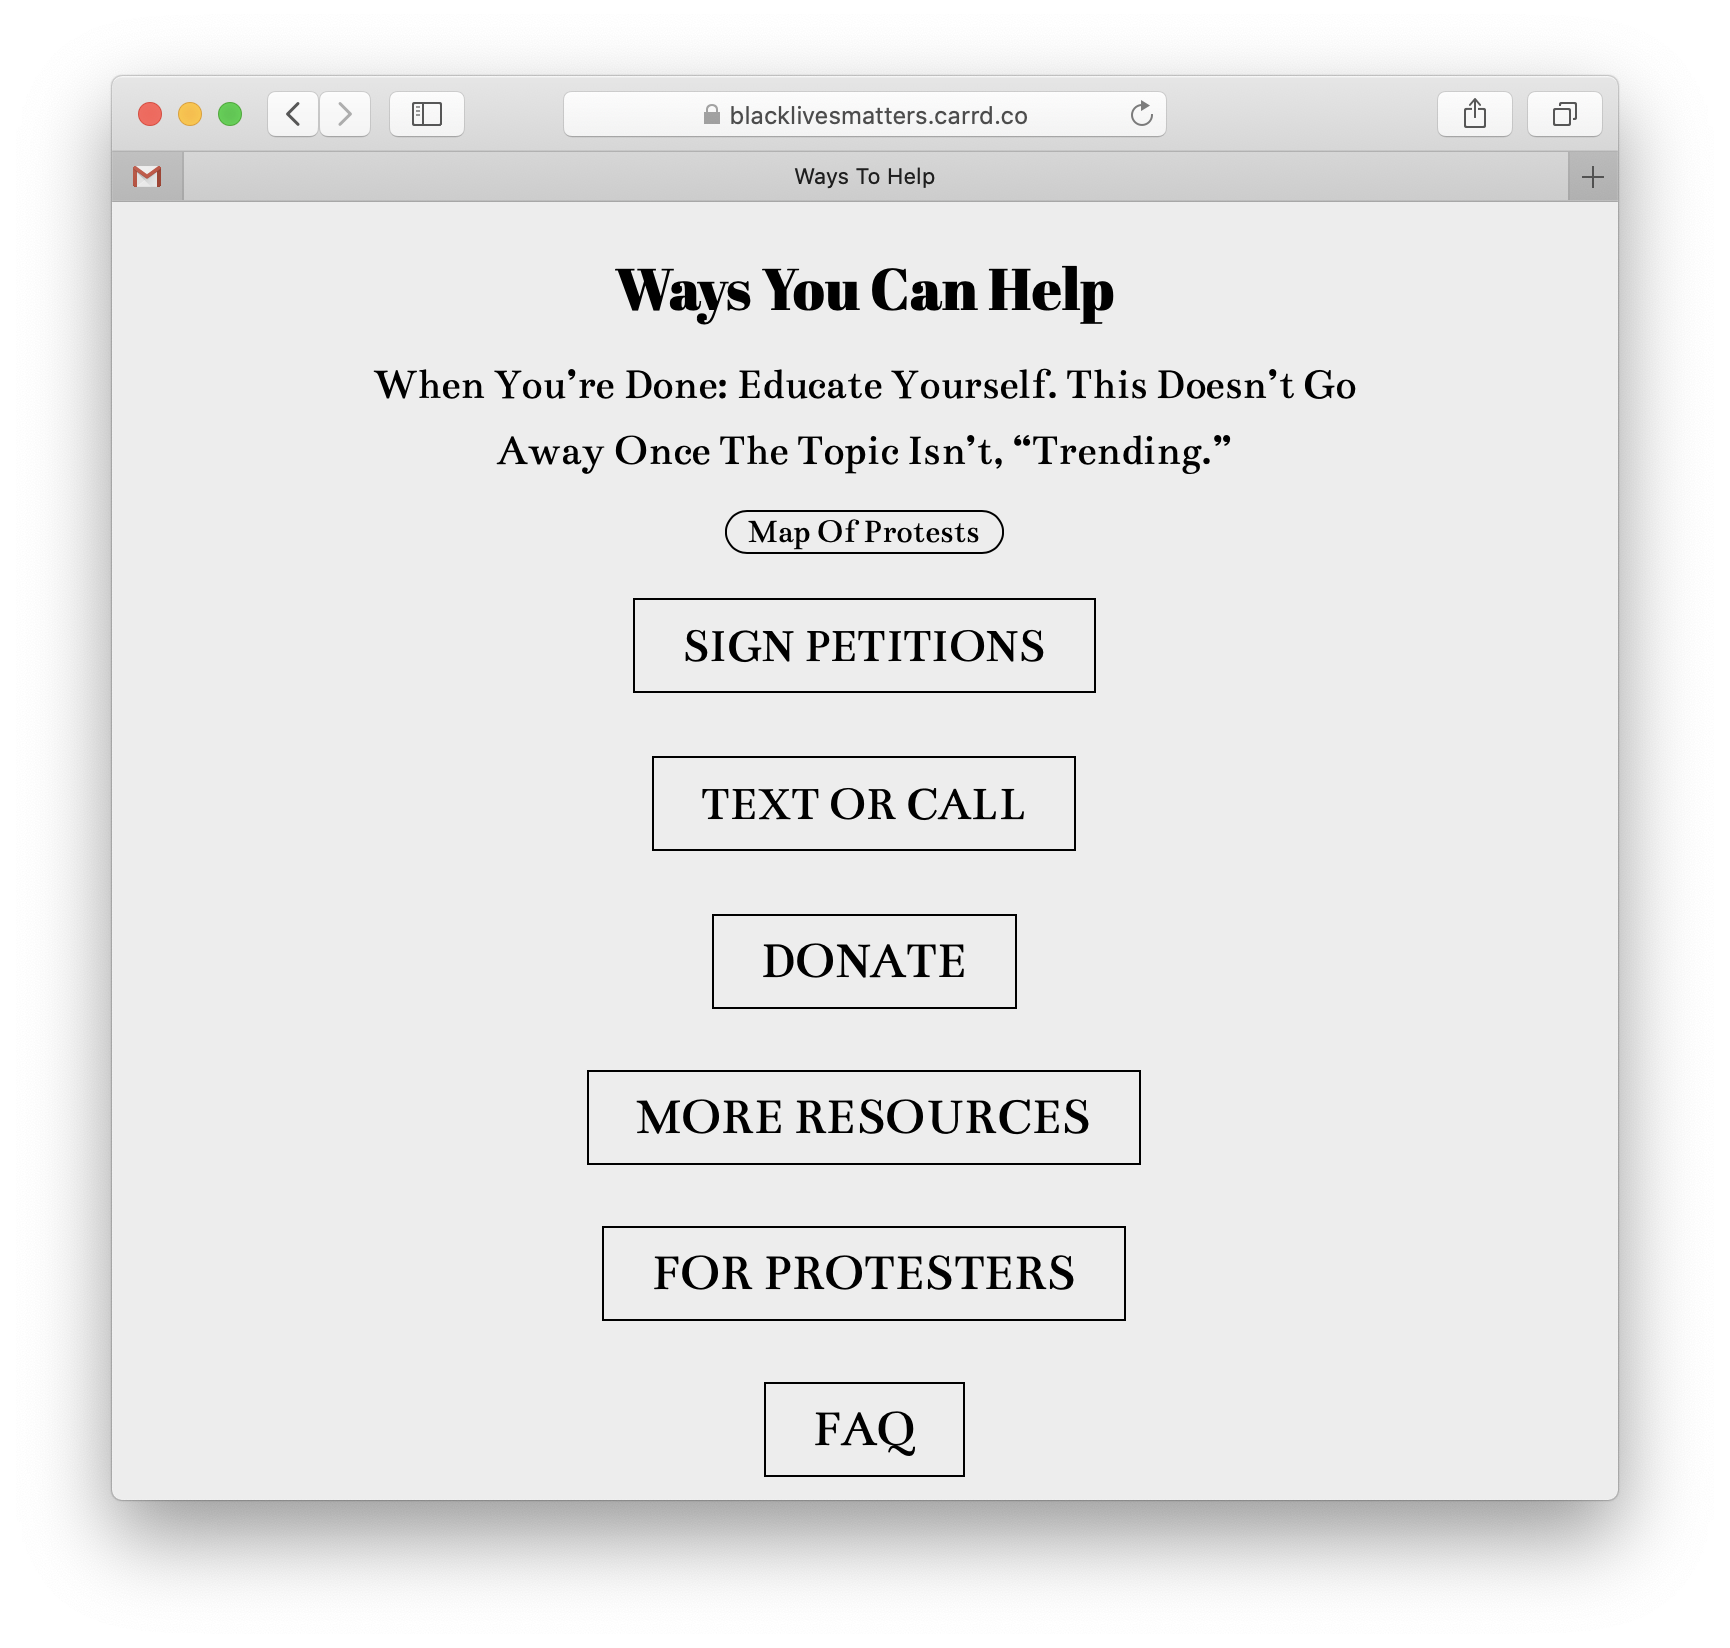 blacklivesmatters.carrd.co
Ways To Help
Ways You Can Help
When You’re Done: Educate Yourself. This Doesn’t Go
Away Once The Topic Isn’t, “Trending.”
Map Of Protests
SIGN PETITIONS
TEXT OR CALL
DONATE
MORE RESOURCES
FOR PROTESTERS
FAQ